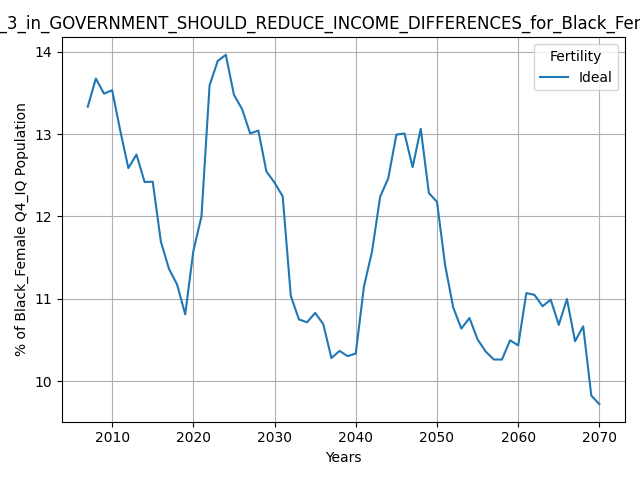 _3_in_GOVERNMENT_SHOULD_REDUCE_INCOME_DIFFERENCES_for_Black_Fer
Fertility
Ideal
% of Black_Female Q4_IQ Population
14
13
12
11
10
2010 2020 2030 2040 2050 2060 2070
Years